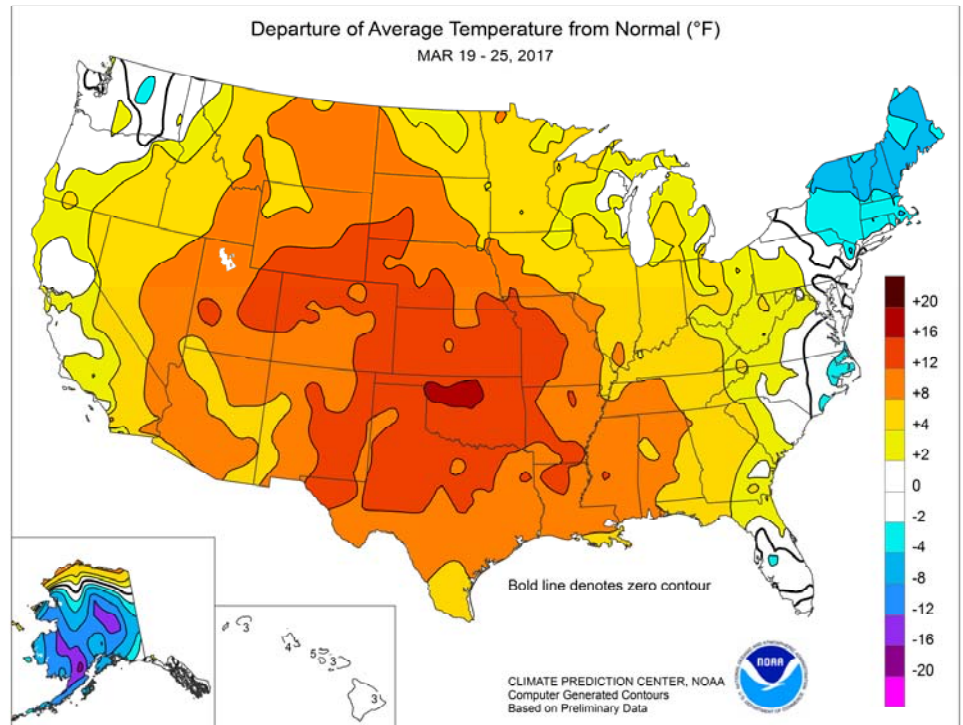 Departure of Average Temperature from Normal (°F)
MAR 19 - 25, 2017
+20
+16
+12
+8
+4
+2
0
-2
-4
-8
-12
-16
-20
Bold line denotes zero contour
3
4
5
3
3
CLIMATE PREDICTION CENTER, NOAA
Computer Generated Contours
Based on Preliminary Data
NOAA